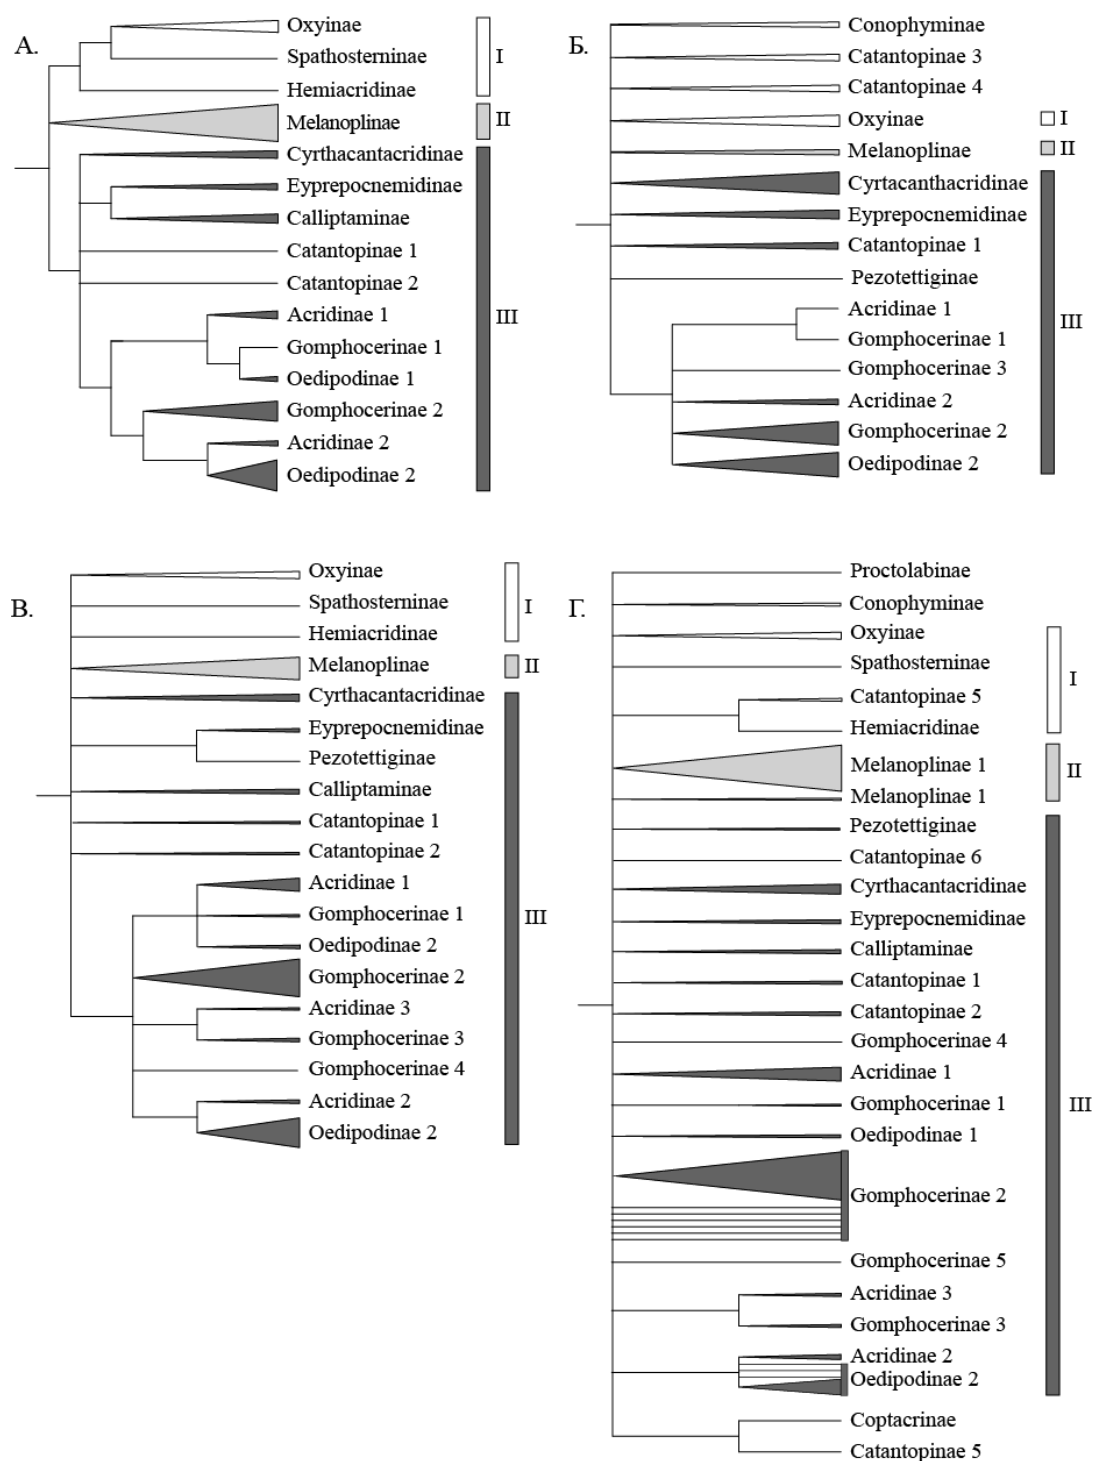 А.
Oxyinae
Spathosterninae
Hemiacridinae
I
Melanoplinae
II
Cyrthacantacridinae
Eyprepocnemidinae
Calliptaminae
Catantopinae 1
Catantopinae 2
Acridinae 1
Gomphocerinae 1
Oedipodinae 1
Gomphocerinae 2
Acridinae 2
Oedipodinae 2
III
Б.
Conophyminae
Catantopinae 3
Catantopinae 4
Oxyinae
I
Melanoplinae
II
Cyrtacanthacridinae
Eyprepocnemidinae
Catantopinae 1
Pezotettiginae
Acridinae 1
Gomphocerinae 1
Gomphocerinae 3
Acridinae 2
Gomphocerinae 2
Oedipodinae 2
III
В.
Oxyinae
Spathosterninae
Hemiacridinae
I
Melanoplinae
II
Cyrthacantacridinae
Eyprepocnemidinae
Pezotettiginae
Calliptaminae
Catantopinae 1
Catantopinae 2
Acridinae 1
Gomphocerinae 1
Oedipodinae 2
Gomphocerinae 2
Acridinae 3
Gomphocerinae 3
Gomphocerinae 4
Acridinae 2
Oedipodinae 2
III
Г.
Proctolabinae
Conophyminae
Oxyinae
Spathosterninae
Catantopinae 5
Hemiacridinae
I
Melanoplinae 1
Melanoplinae 1
II
Pezotettiginae
Catantopinae 6
Cyrthacantacridinae
Eyprepocnemidinae
Calliptaminae
Catantopinae 1
Catantopinae 2
Gomphocerinae 4
Acridinae 1
Gomphocerinae 1
Oedipodinae 1
Gomphocerinae 2
Gomphocerinae 5
Acridinae 3
Gomphocerinae 3
Acridinae 2
Oedipodinae 2
III
Coptacrinae
Catantopinae 5